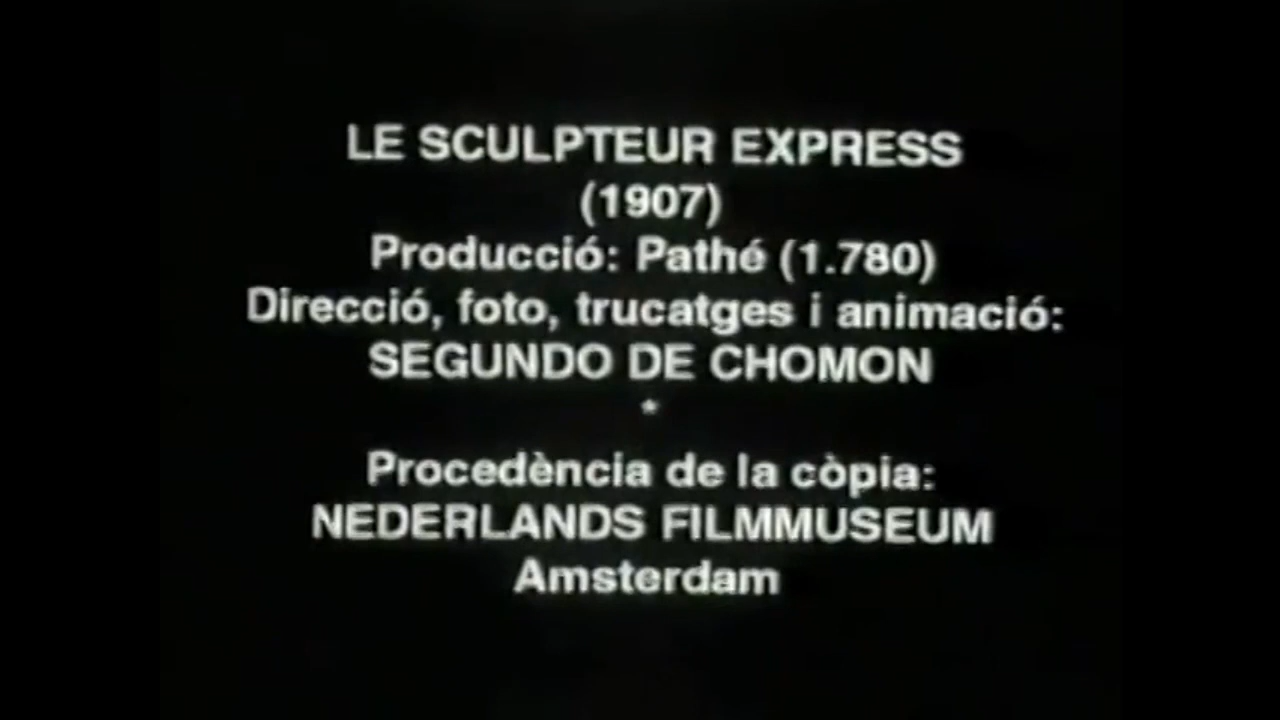 LE SCULPTEUR EXPRESS
(1907)
Producció: Pathé (1.780)
Direcció, foto, trucatges i animació:
SEGUNDO DE CHOMON
*
Procedència de la còpia:
NEDERLANDS FILMMUSEUM
Amsterdam